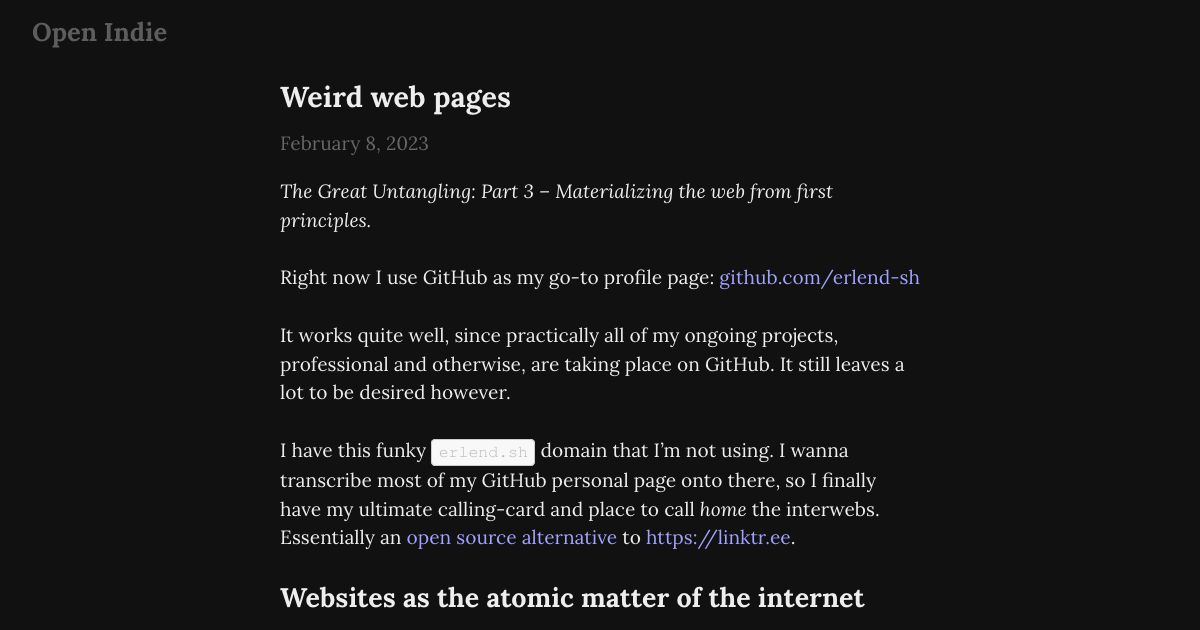 Open Indie
Weird web pages
February 8, 2023
The Great Untangling: Part 3 – Materializing the web from first
principles.
Right now I use GitHub as my go-to profile page: github.com/erlend-sh
It works quite well, since practically all of my ongoing projects,
professional and otherwise, are taking place on GitHub. It still leaves a
lot to be desired however.
I have this funky erlend.sh domain that I’m not using. I wanna
transcribe most of my GitHub personal page onto there, so I finally
have my ultimate calling-card and place to call home the interwebs.
Essentially an open source alternative to https://linktr.ee.
Websites as the atomic matter of the internet